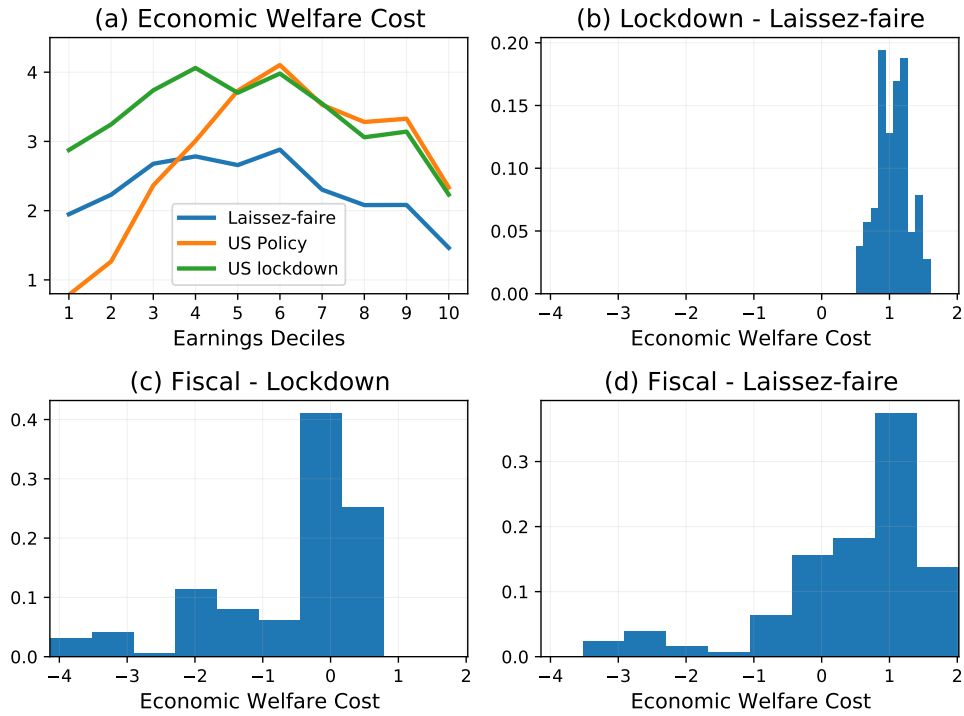 (a) Economic Welfare Cost
4
3
2
1
Laissez-faire
US Policy
US lockdown
1 2 3 4 5 6 7 8 9 10
Earnings Deciles
(b) Lockdown - Laissez-faire
0.20
0.15
0.10
0.05
0.00
−4 −3 −2 −1 0 1 2
Economic Welfare Cost
(c) Fiscal - Lockdown
0.4
0.3
0.2
0.1
0.0
−4 −3 −2 −1 0 1 2
Economic Welfare Cost
(d) Fiscal - Laissez-faire
0.3
0.2
0.1
0.0
−4 −3 −2 −1 0 1 2
Economic Welfare Cost